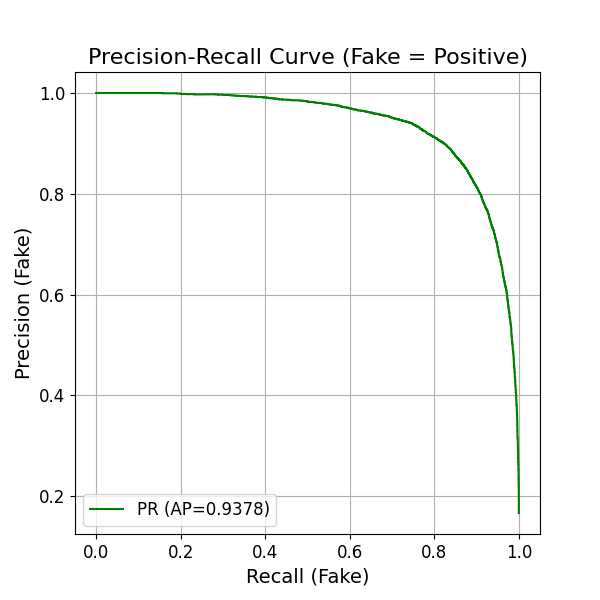 Precision-Recall Curve (Fake = Positive)
1.0
0.8
0.6
0.4
0.2
Precision (Fake)
PR (AP=0.9378)
0.0 0.2 0.4 0.6 0.8 1.0
Recall (Fake)